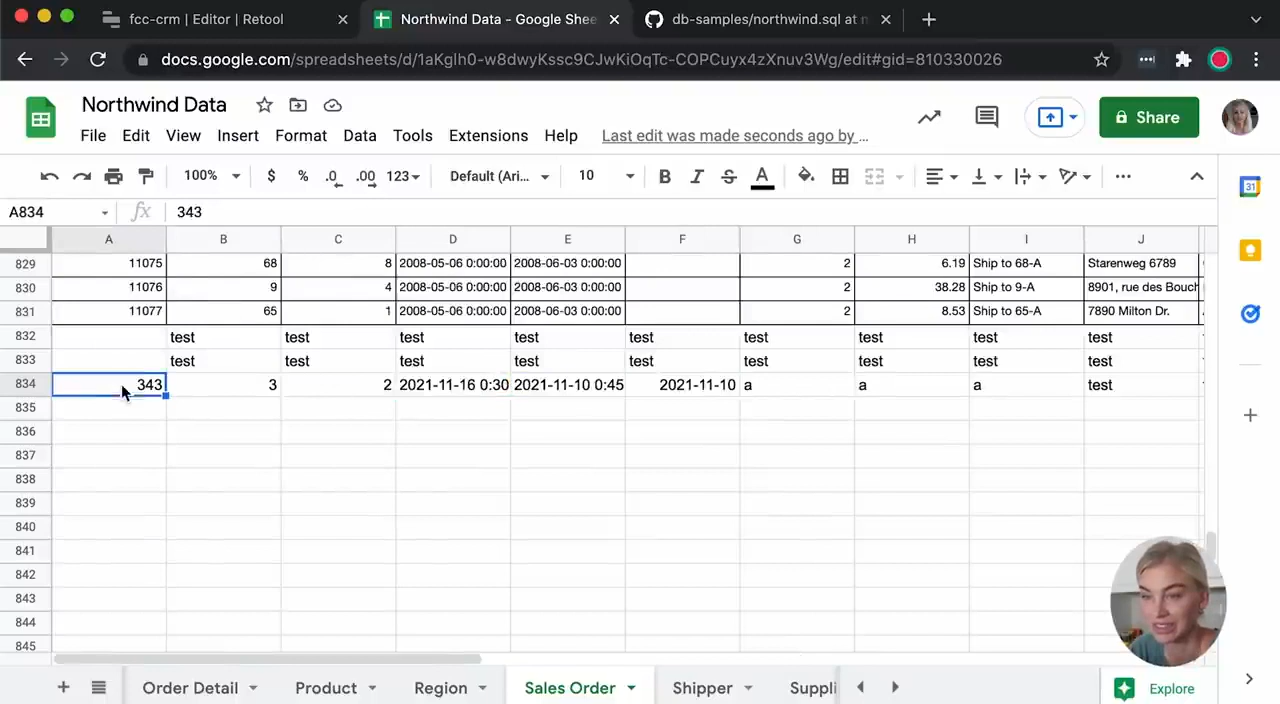 fcc-crm | Editor | Retool
Northwind Data - Google Shee
db-samples/northwind.sql at m
docs.google.com/spreadsheets/d/1aKglh0-w8dwyKssc9CJwKiOqTc-COPCuyx4zXnuv3Wg/edit#gid=810330026
Northwind Data
File Edit View Insert Format Data Tools Extensions Help Last edit was made seconds ago by ...
Share
100% $ % .0 .00 123 Default (Ari... 10 B I S A
A834 fx 343
A B C D E F G H I J
829 11075 68 8 2008-05-06 0:00:00 2008-06-03 0:00:00 2 6.19 Ship to 68-A Starenweg 6789
830 11076 9 4 2008-05-06 0:00:00 2008-06-03 0:00:00 2 38.28 Ship to 9-A 8901, rue des Bouch
831 11077 65 1 2008-05-06 0:00:00 2008-06-03 0:00:00 2 8.53 Ship to 65-A 7890 Milton Dr.
832 test test test test test test test test test
833 test test test test test test test test test
834 343 3 2 2021-11-16 0:30 2021-11-10 0:45 2021-11-10 a a a test
835
836
837
838
839
840
841
842
843
844
845
31
Order Detail Product Region Sales Order Shipper Suppli Explore